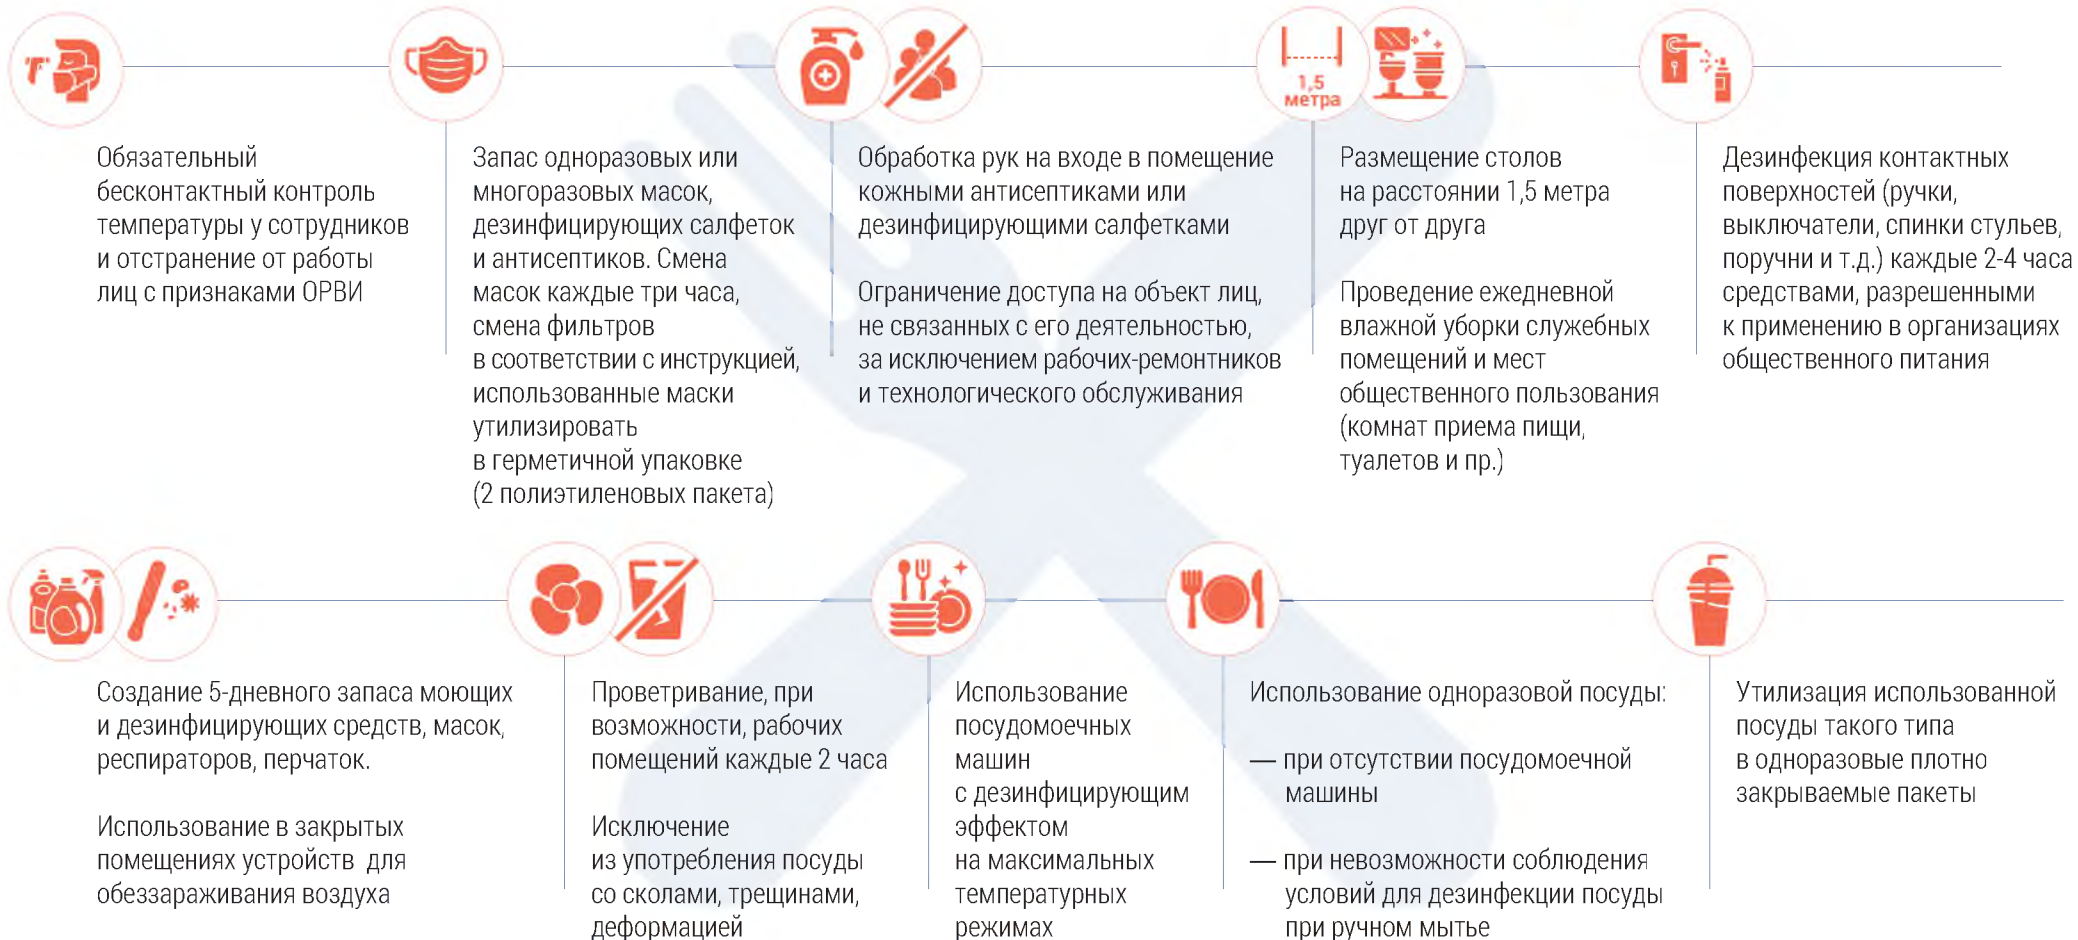 1,5
метра
Обязательный
бесконтактный контроль
температуры у сотрудников
и отстранение от работы
лиц с признаками ОРВИ
Запас одноразовых или
многоразовых масок,
дезинфицирующих салфеток
и антисептиков. Смена
масок каждые три часа,
смена фильтров
в соответствии с инструкцией,
использованные маски
утилизировать
в герметичной упаковке
(2 полиэтиленовых пакета)
Обработка рук на входе в помещение
кожными антисептиками или
дезинфицирующими салфетками
Ограничение доступа на объект лиц,
не связанных с его деятельностью,
за исключением рабочих-ремонтников
и технологического обслуживания
Размещение столов
на расстоянии 1,5 метра
друг от друга
Проведение ежедневной
влажной уборки служебных
помещений и мест
общественного пользования
(комнат приема пищи,
туалетов и пр.)
Дезинфекция контактных
поверхностей (ручки,
выключатели, спинки стульев,
поручни и т.д.) каждые 2-4 часа
средствами, разрешенными
к применению в организациях
общественного питания
Создание 5-дневного запаса моющих
и дезинфицирующих средств, масок,
респираторов, перчаток.
Использование в закрытых
помещениях устройств для
обеззараживания воздуха
Проветривание, при
возможности, рабочих
помещений каждые 2 часа
Исключение
из употребления посуды
со сколами, трещинами,
деформацией
Использование
посудомоечных
машин
с дезинфицирующим
эффектом
на максимальных
температурных
режимах
Использование одноразовой посуды:
— при отсутствии посудомоечной
машины
— при невозможности соблюдения
условий для дезинфекции посуды
при ручном мытье
Утилизация использованной
посуды такого типа
в одноразовые плотно
закрываемые пакеты